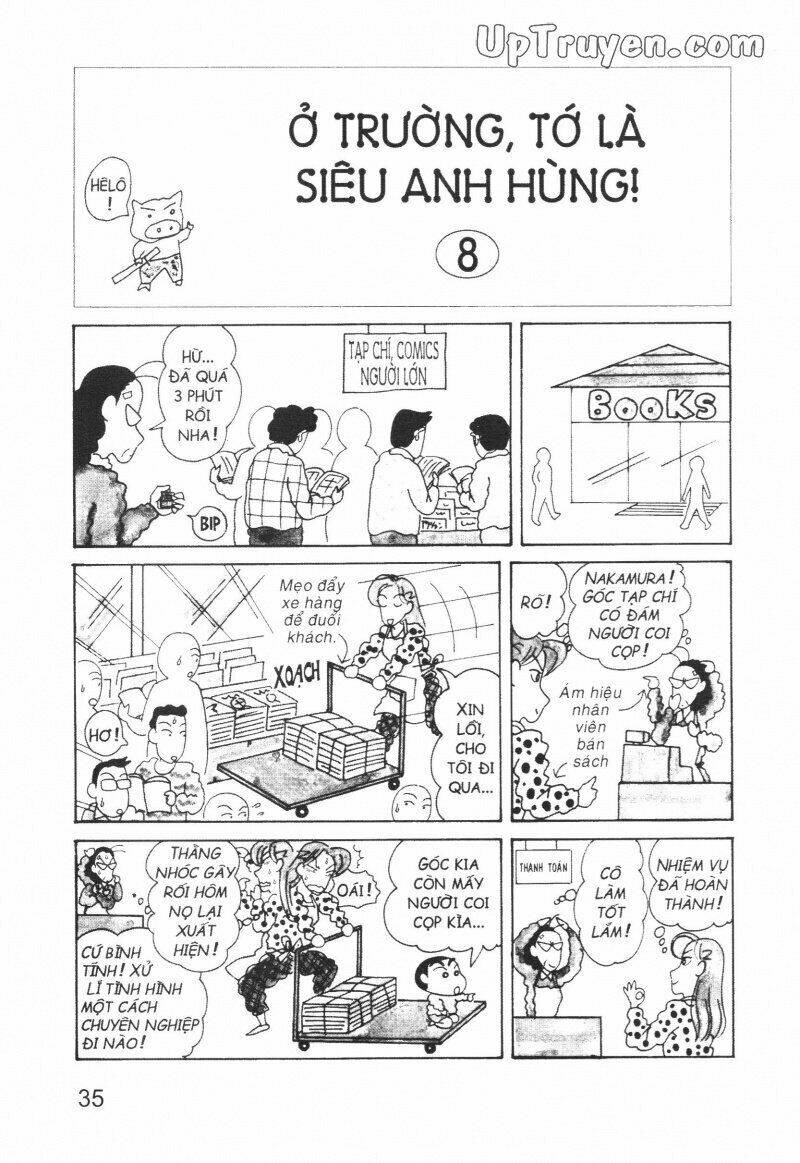 UpTruyen.com
Ở TRƯỜNG, TỚ LÀ
SIÊU ANH HÙNG!
8
HÊLÔ
!
BOOKS
TẠP CHÍ, COMICS
NGƯỜI LỚN
HỪ...
ĐÃ QUÁ
3 PHÚT
RỒI
NHA!
BIP
NAKAMURA!
GÓC TẠP CHÍ
CÓ ĐÁM
NGƯỜI COI
CỌP!
RÕ!
Ám hiệu
nhân
viên
bán
sách
Mẹo đẩy
xe hàng
để đuổi
khách.
XOẠCH
XIN
LỖI,
CHO
TÔI ĐI
QUA...
HƠ!
NHIỆM VỤ
ĐÃ HOÀN
THÀNH!
CÔ
LÀM
TỐT
LẮM!
THANH TOÁN
GÓC KIA
CÒN MẤY
NGƯỜI COI
CỌP KÌA...
OÁI!
THẰNG
NHÓC GÂY
RỐI HÔM
NỌ LẠI
XUẤT
HIỆN!
CỨ BÌNH
TĨNH! XỬ
LÍ TÌNH HÌNH
MỘT CÁCH
CHUYÊN NGHIỆP
ĐI NÀO!
35